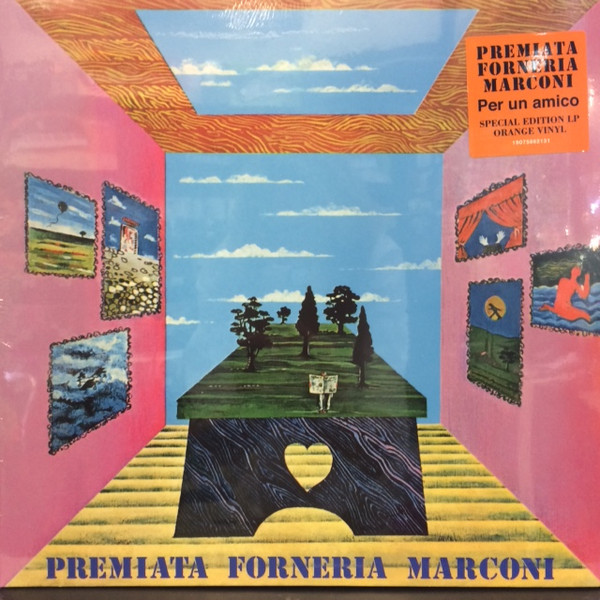 PREMIATA
FORNERIA
MARCONI
Per un amico
SPECIAL EDITION LP
ORANGE VINYL
PREMIATA FORNERIA MARCONI